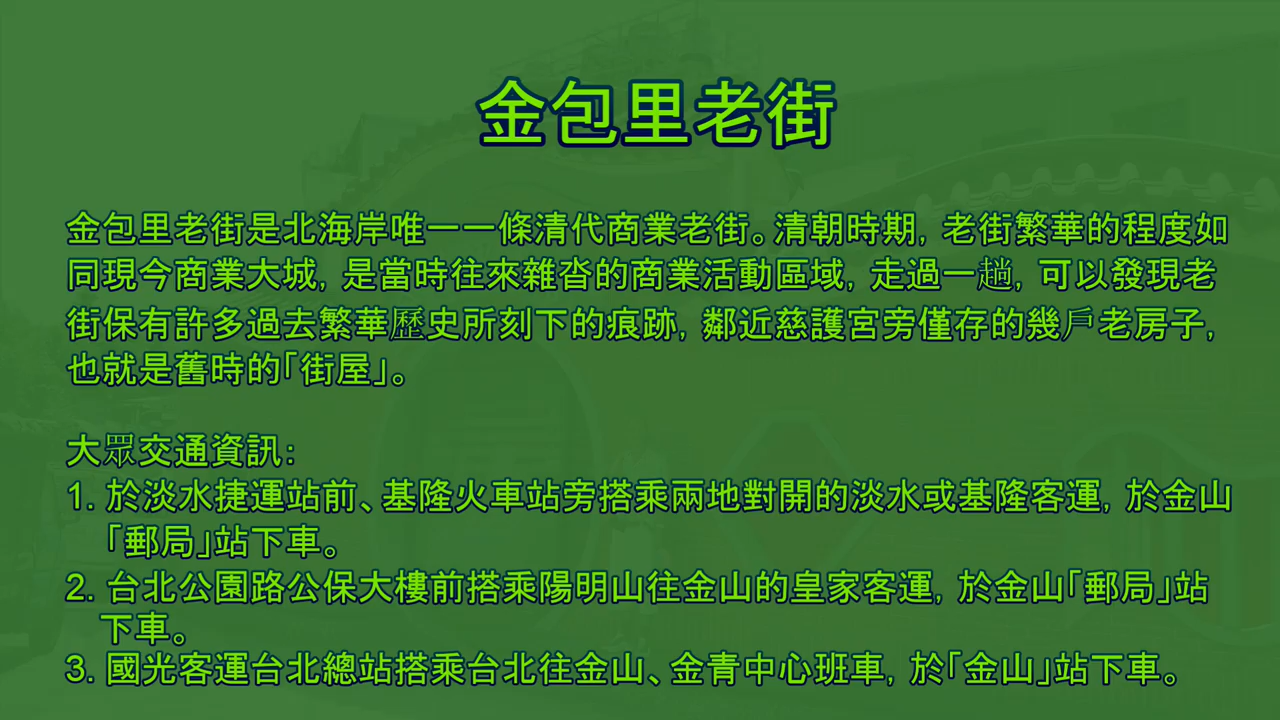 金包里老街
金包里老街是北海岸唯一一條清代商業老街。清朝時期, 老街繁華的程度如
同現今商業大城, 是當時往來雜沓的商業活動區域, 走過一趟, 可以發現老
街保有許多過去繁華歷史所刻下的痕跡, 鄰近慈護宮旁僅存的幾戶老房子,
也就是舊時的「街屋」。
大眾交通資訊:
1. 於淡水捷運站前、基隆火車站旁搭乘兩地對開的淡水或基隆客運, 於金山
「郵局」站下車。
2. 台北公園路公保大樓前搭乘陽明山往金山的皇家客運, 於金山「郵局」站
下車。
3. 國光客運台北總站搭乘台北往金山、金青中心班車, 於「金山」站下車。